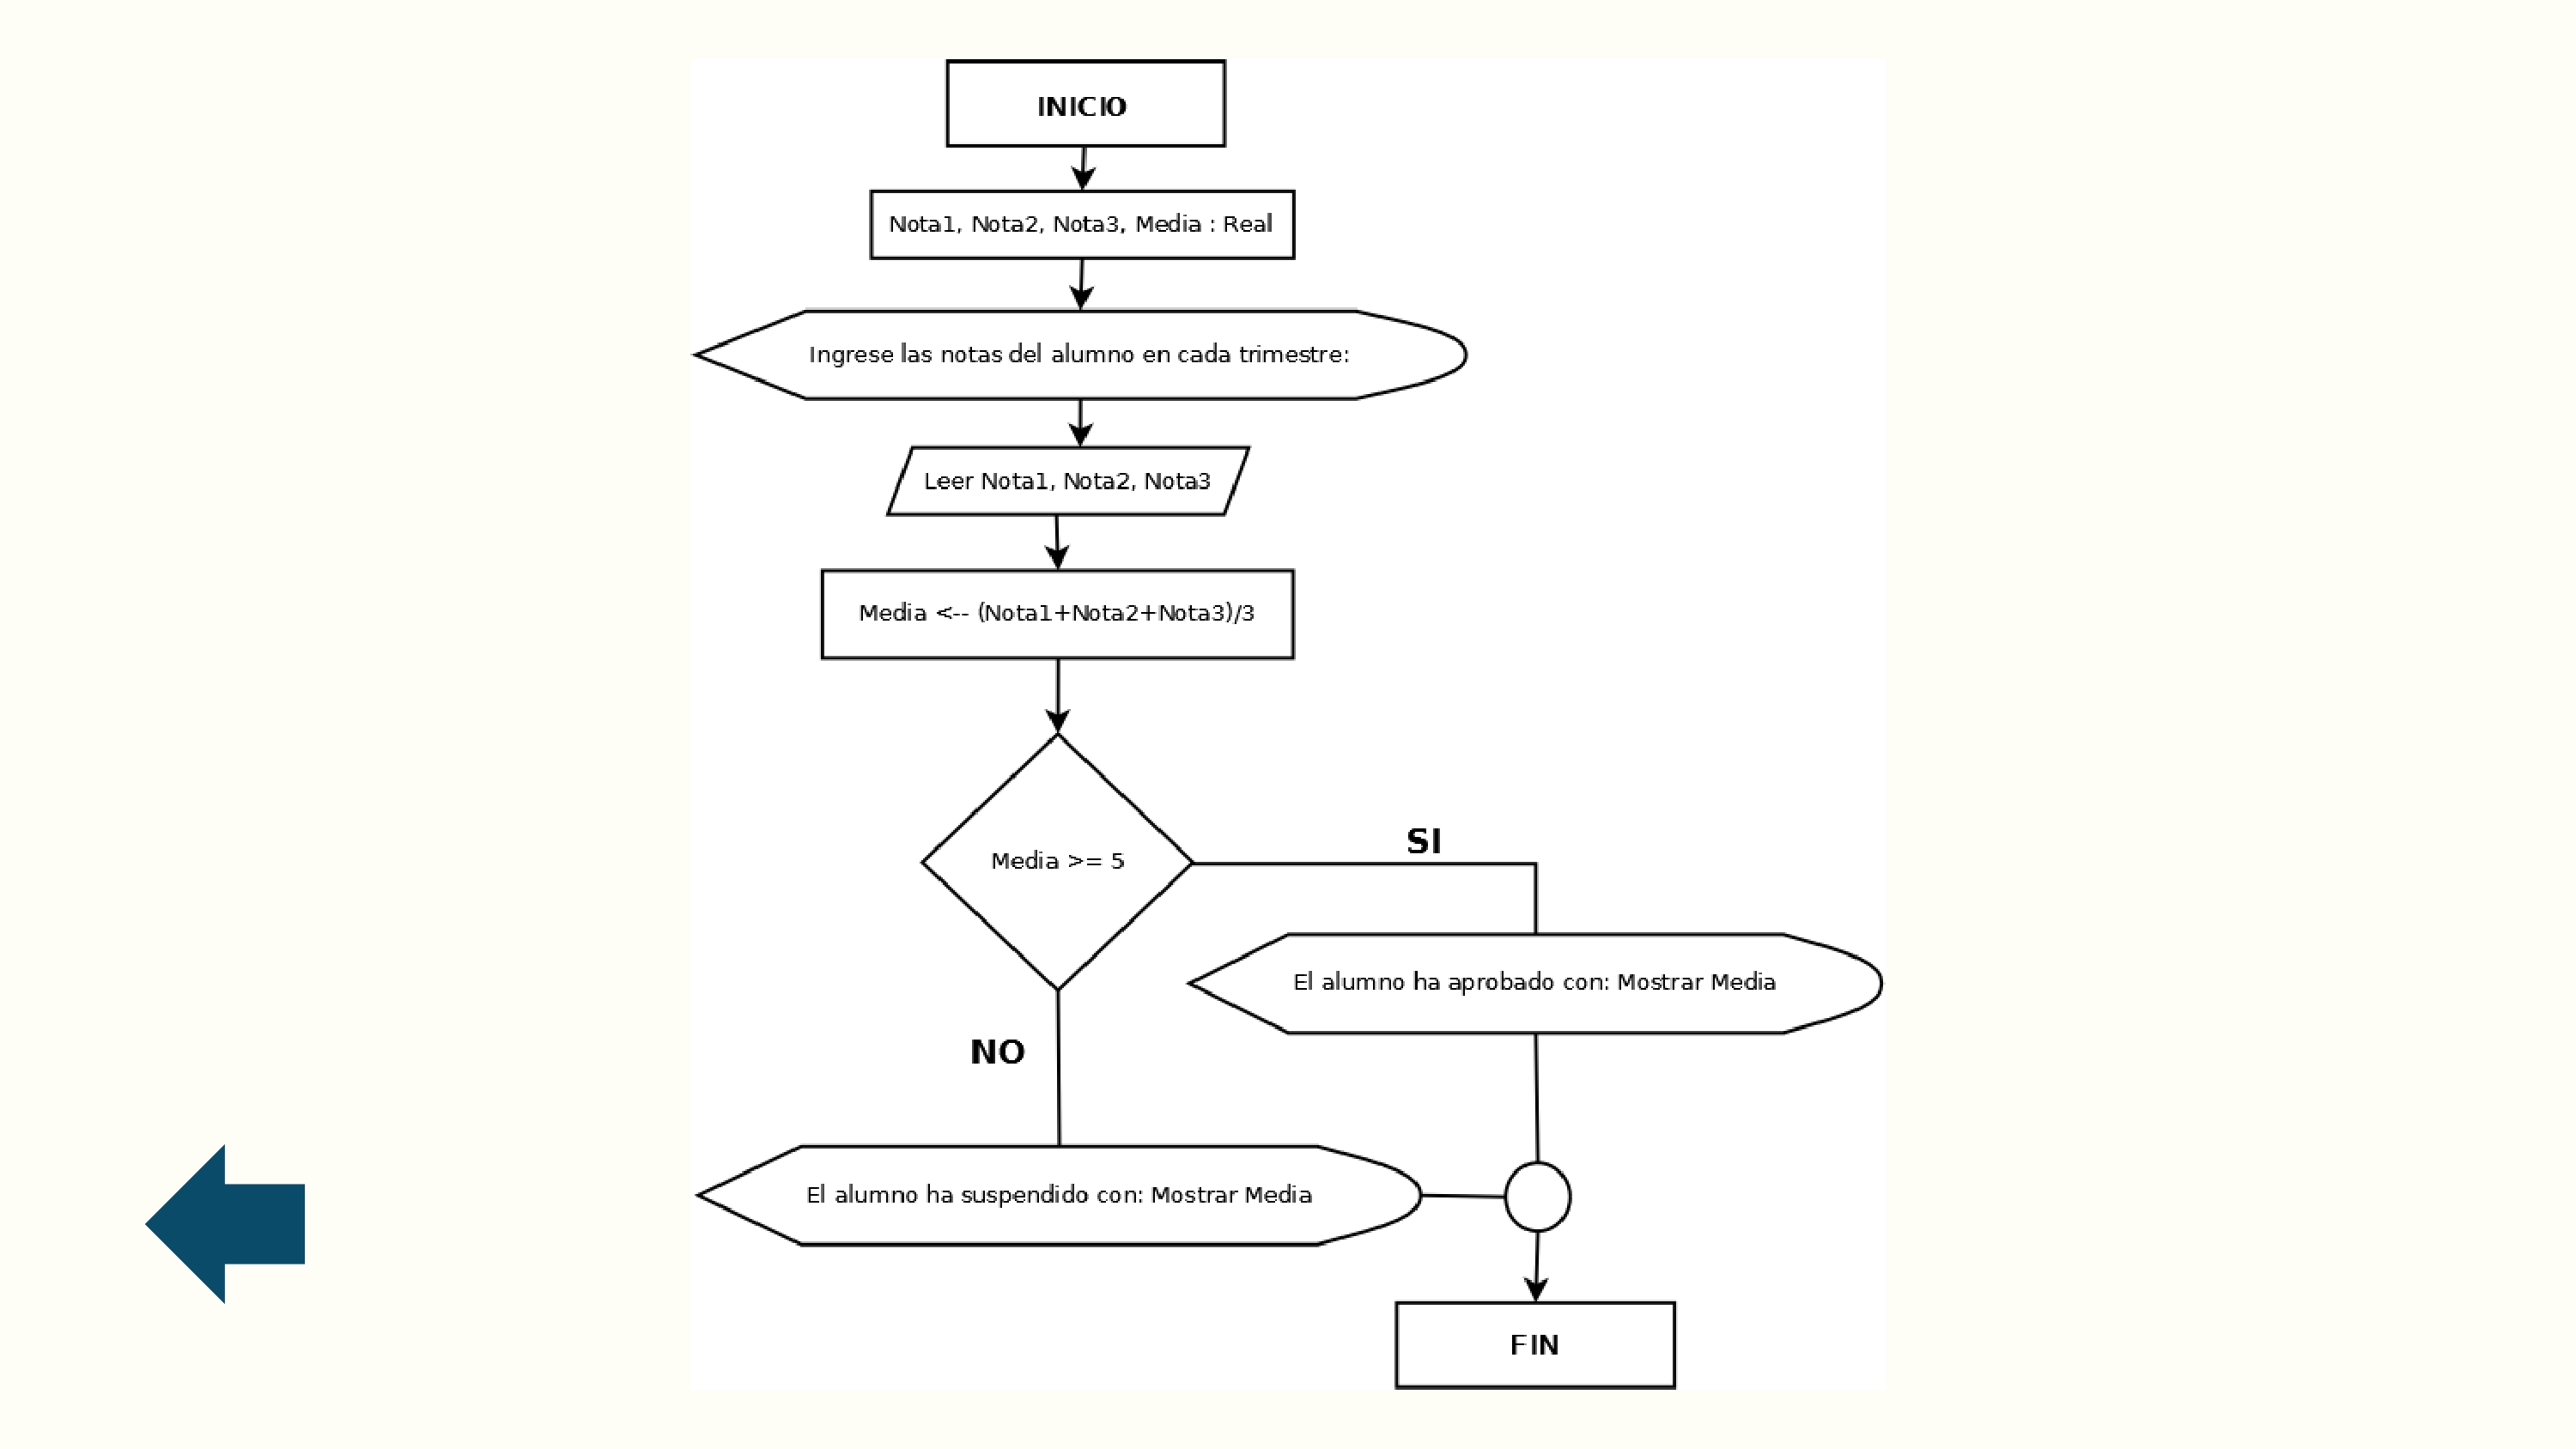 INICIO
Nota1, Nota2, Nota3, Media : Real
Ingrese las notas del alumno en cada trimestre:
Leer Nota1, Nota2, Nota3
Media <-- (Nota1+Nota2+Nota3)/3
Media >= 5
SI
El alumno ha aprobado con: Mostrar Media
NO
El alumno ha suspendido con: Mostrar Media
FIN